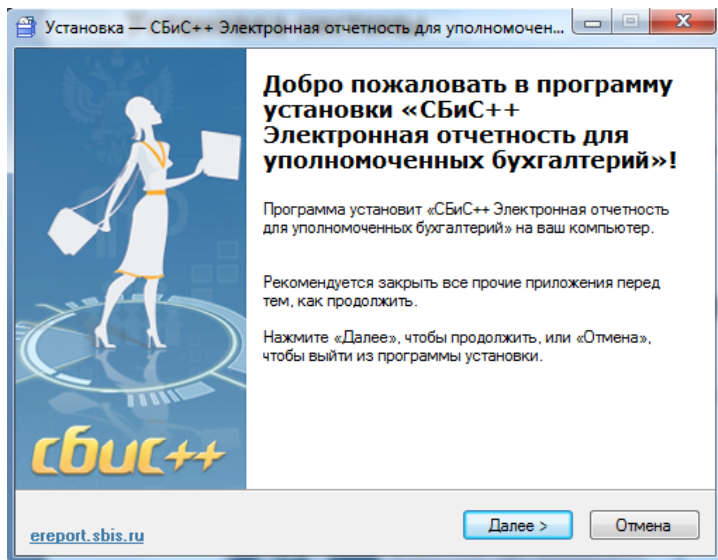 Установка — СБиС++ Электронная отчетность для уполномочен...
Добро пожаловать в программу
установки «СБиС++
Электронная отчетность для
уполномоченных бухгалтерий»!
Программа установит «СБиС++ Электронная отчетность
для уполномоченных бухгалтерий» на ваш компьютер.
Рекомендуется закрыть все прочие приложения перед
тем, как продолжить.
Нажмите «Далее», чтобы продолжить, или «Отмена»,
чтобы выйти из программы установки.
сбис++
ereport.sbis.ru
Далее >
Отмена